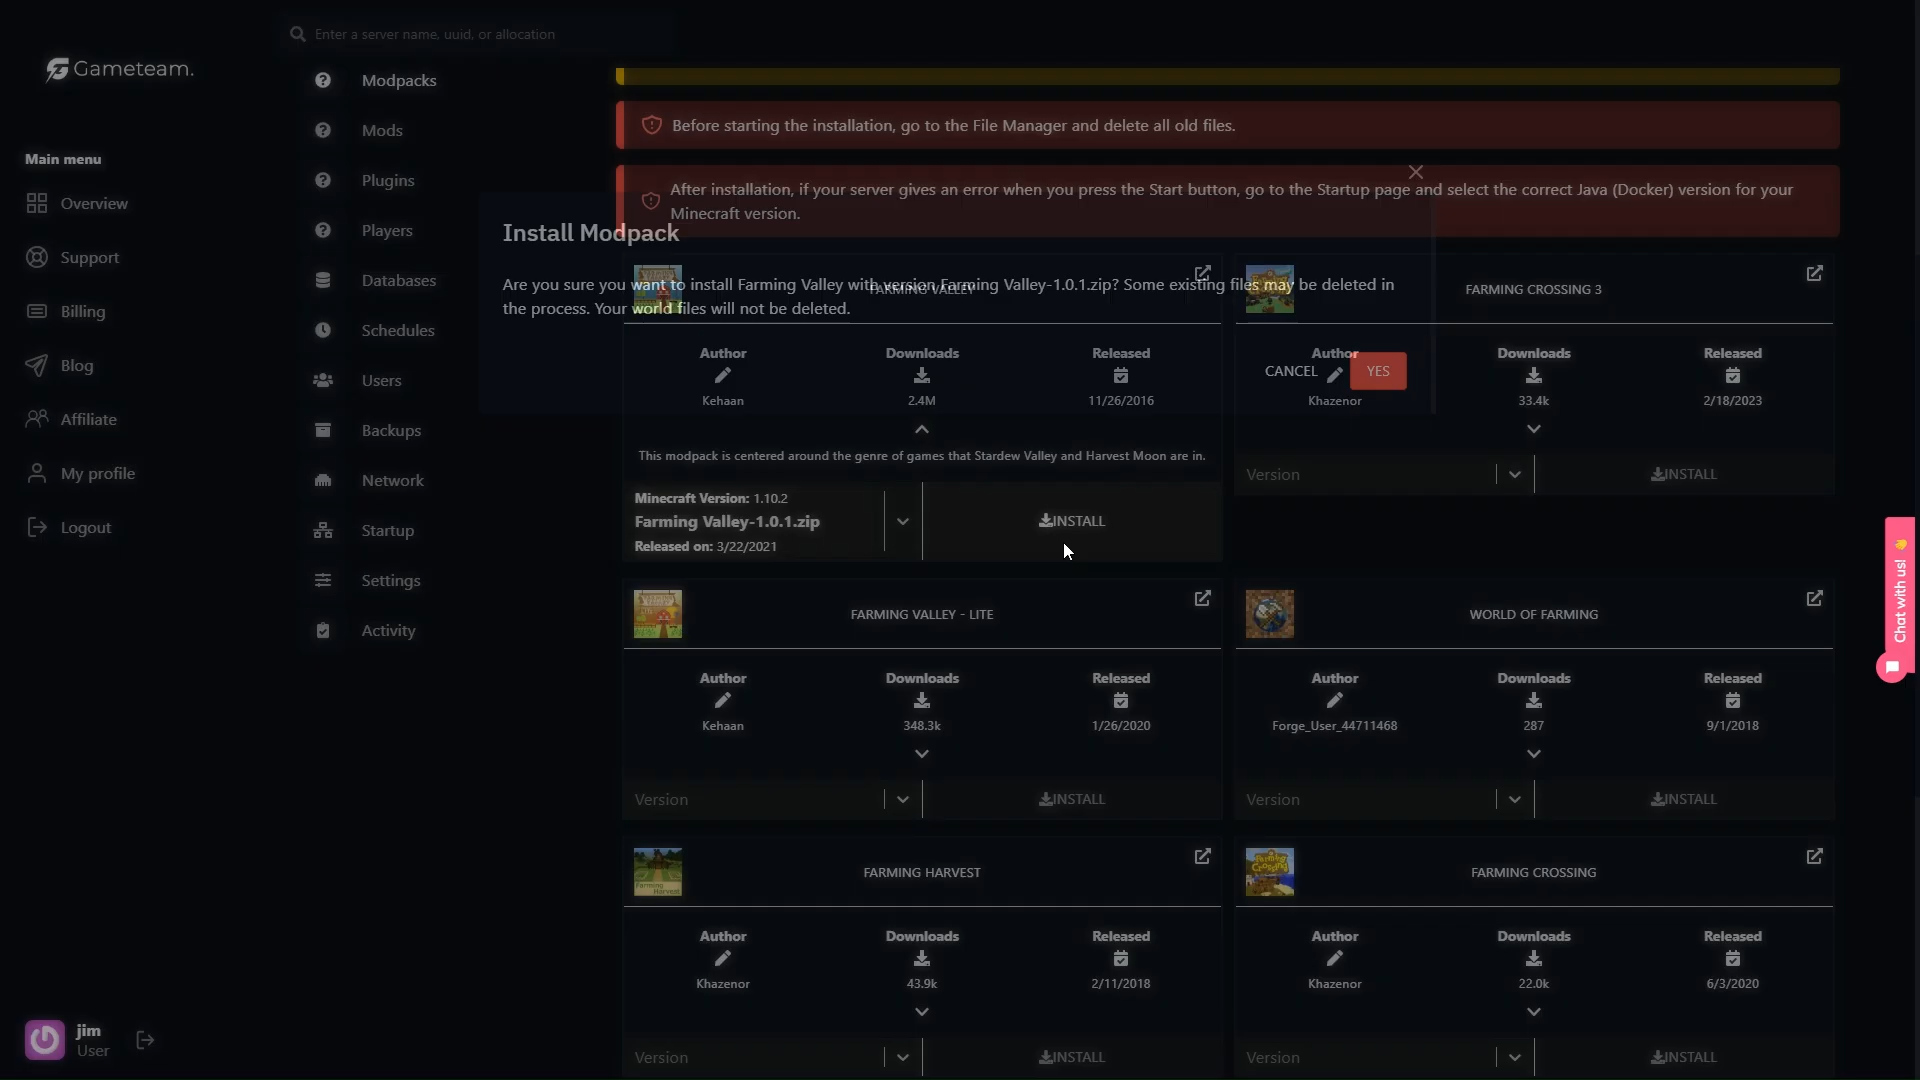 Enter a server name, uuid, or allocation
Gameteam.
Main menu
Overview
Support
Billing
Blog
Affiliate
My profile
Logout
jim
User
Modpacks
Mods
Plugins
Players
Databases
Schedules
Users
Backups
Network
Startup
Settings
Activity
Before starting the installation, go to the File Manager and delete all old files.
After installation, if your server gives an error when you press the Start button, go to the Startup page and select the correct Java (Docker) version for your
Minecraft version.
Install Modpack
Are you sure you want to install Farming Valley with version Farming Valley-1.0.1.zip? Some existing files may be deleted in
the process. Your world files will not be deleted.
CANCEL YES
FARMING VALLEY
Author Downloads Released
Kehaan 2.4M 11/26/2016
This modpack is centered around the genre of games that Stardew Valley and Harvest Moon are in.
Minecraft Version: 1.10.2
Farming Valley-1.0.1.zip
Released on: 3/22/2021
INSTALL
FARMING CROSSING 3
Author Downloads Released
Khazenor 33.4k 2/18/2023
Version INSTALL
FARMING VALLEY - LITE
Author Downloads Released
Kehaan 348.3k 1/26/2020
Version INSTALL
WORLD OF FARMING
Author Downloads Released
Forge_User_44711468 287 9/1/2018
Version INSTALL
FARMING HARVEST
Author Downloads Released
Khazenor 43.9k 2/11/2018
Version INSTALL
FARMING CROSSING
Author Downloads Released
Khazenor 22.0k 6/3/2020
Version INSTALL
Chat with us!